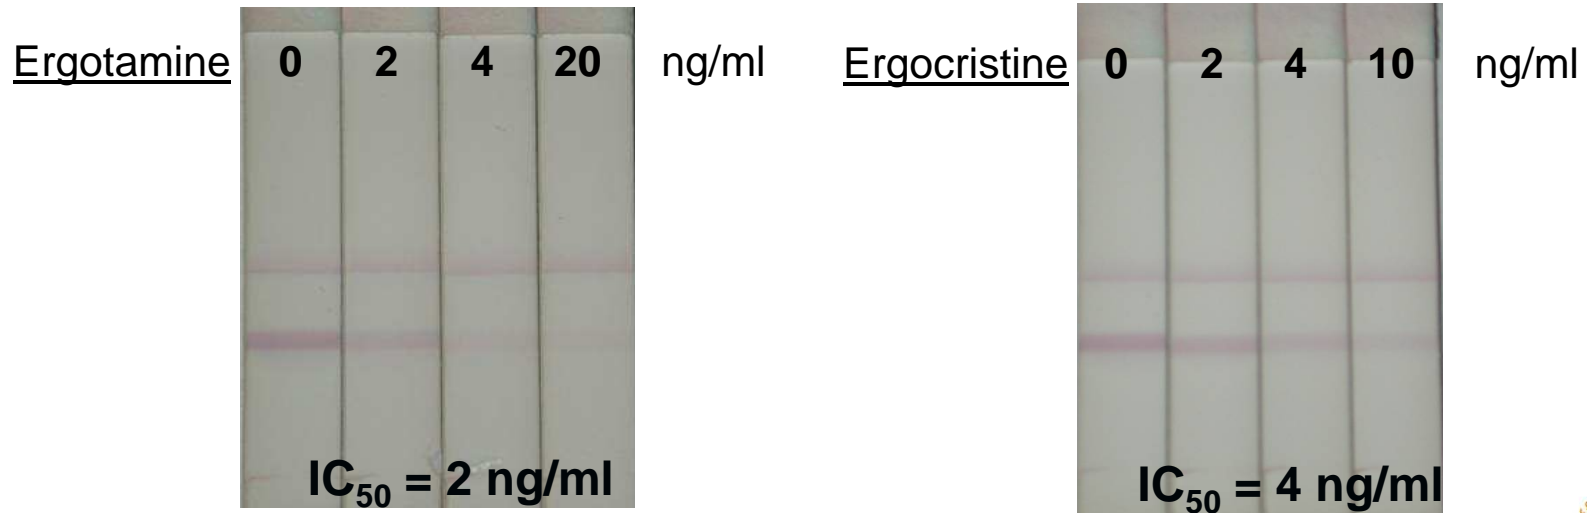 Ergotamine 0 2 4 20 ng/ml
IC50 = 2 ng/ml
Ergocristine 0 2 4 10 ng/ml
IC50 = 4 ng/ml